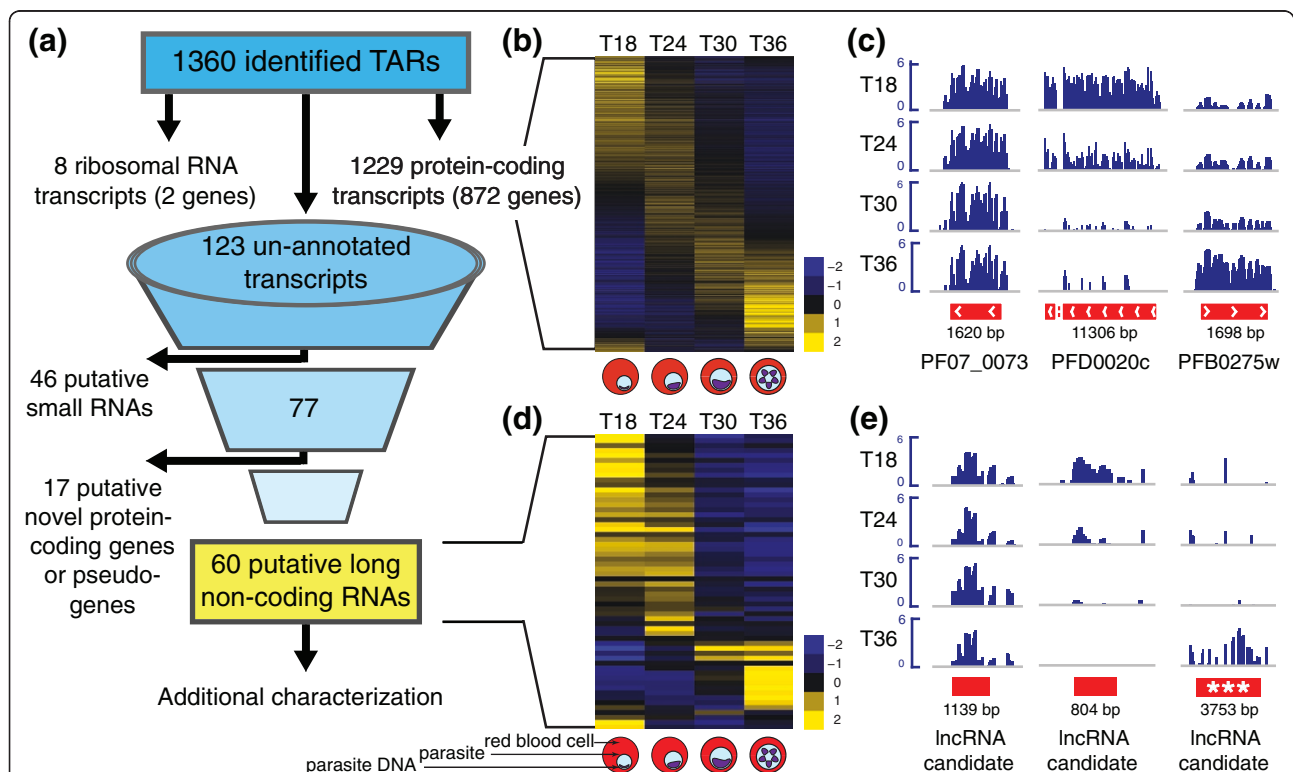 (a)
1360 identified TARs
8 ribosomal RNA
transcripts (2 genes)
1229 protein-coding
transcripts (872 genes)
123 un-annotated
transcripts
46 putative
small RNAs
77
17 putative
novel protein-
coding genes
or pseudo-
genes
60 putative long
non-coding RNAs
Additional characterization
(b)
T18 T24 T30 T36
−2
−1
0
1
2
(c)
T18
6
0
T24
6
0
T30
6
0
T36
6
0
1620 bp
11306 bp
1698 bp
PF07_0073
PFD0020c
PFB0275w
(d)
T18 T24 T30 T36
−2
−1
0
1
2
red blood cell
parasite
parasite DNA
(e)
T18
6
0
T24
6
0
T30
6
0
T36
6
0
***
1139 bp
804 bp
3753 bp
lncRNA
candidate
lncRNA
candidate
lncRNA
candidate